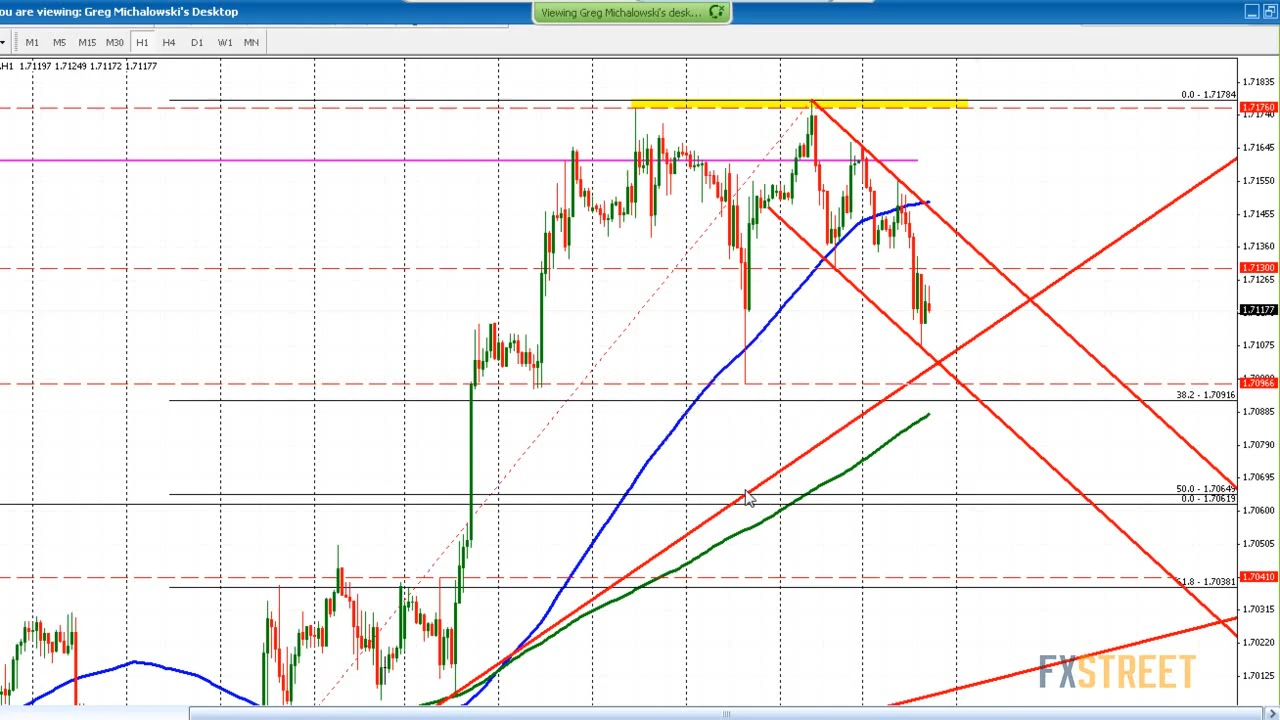 ou are viewing: Greg Michalowski's Desktop
Viewing Greg Michalowski's desk...
M1 M5 M15 M30 H1 H4 D1 W1 MN
,H1 1.71197 1.71249 1.71172 1.71177
1.71835
0.0 - 1.71784
1.71760
1.71740
1.71645
1.71550
1.71455
1.71360
1.71300
1.71265
1.71177
1.71075
1.70966
38.2 - 1.70916
1.70885
1.70790
1.70695
50.0 - 1.70649
0.0 - 1.70619
1.70600
1.70505
1.70410
61.8 - 1.70381
1.70315
1.70220
1.70125
FXSTREET